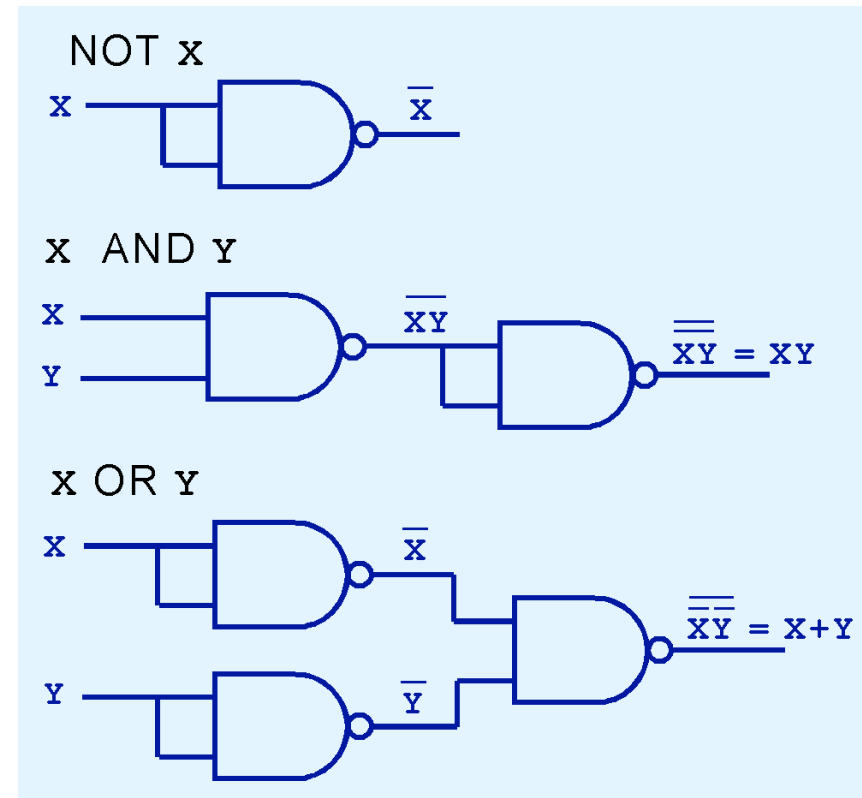 NOT X
X
X̅
X AND Y
X
Y
X̅Y̅
X̿Y̿ = XY
X OR Y
X
X̅
Y
Y̅
X̿Y̿ = X+Y